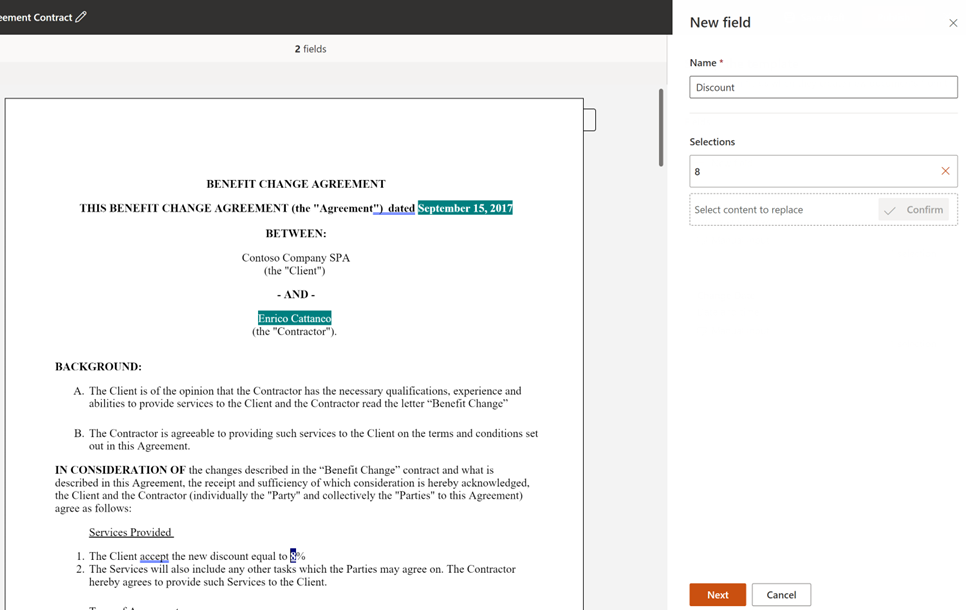 eement Contract
2 fields
BENEFIT CHANGE AGREEMENT
THIS BENEFIT CHANGE AGREEMENT (the "Agreement") dated September 15, 2017
BETWEEN:
Contoso Company SPA
(the "Client")
- AND -
Enrico Cattaneo
(the "Contractor").
BACKGROUND:
A. The Client is of the opinion that the Contractor has the necessary qualifications, experience and
abilities to provide services to the Client and the Contractor read the letter “Benefit Change”
B. The Contractor is agreeable to providing such services to the Client on the terms and conditions set
out in this Agreement.
IN CONSIDERATION OF the changes described in the “Benefit Change” contract and what is
described in this Agreement, the receipt and sufficiency of which consideration is hereby acknowledged,
the Client and the Contractor (individually the "Party" and collectively the "Parties" to this Agreement)
agree as follows:
Services Provided
1. The Client accept the new discount equal to 8%
2. The Services will also include any other tasks which the Parties may agree on. The Contractor
hereby agrees to provide such Services to the Client.
New field
Name *
Discount
Selections
8
Select content to replace
Confirm
Next
Cancel